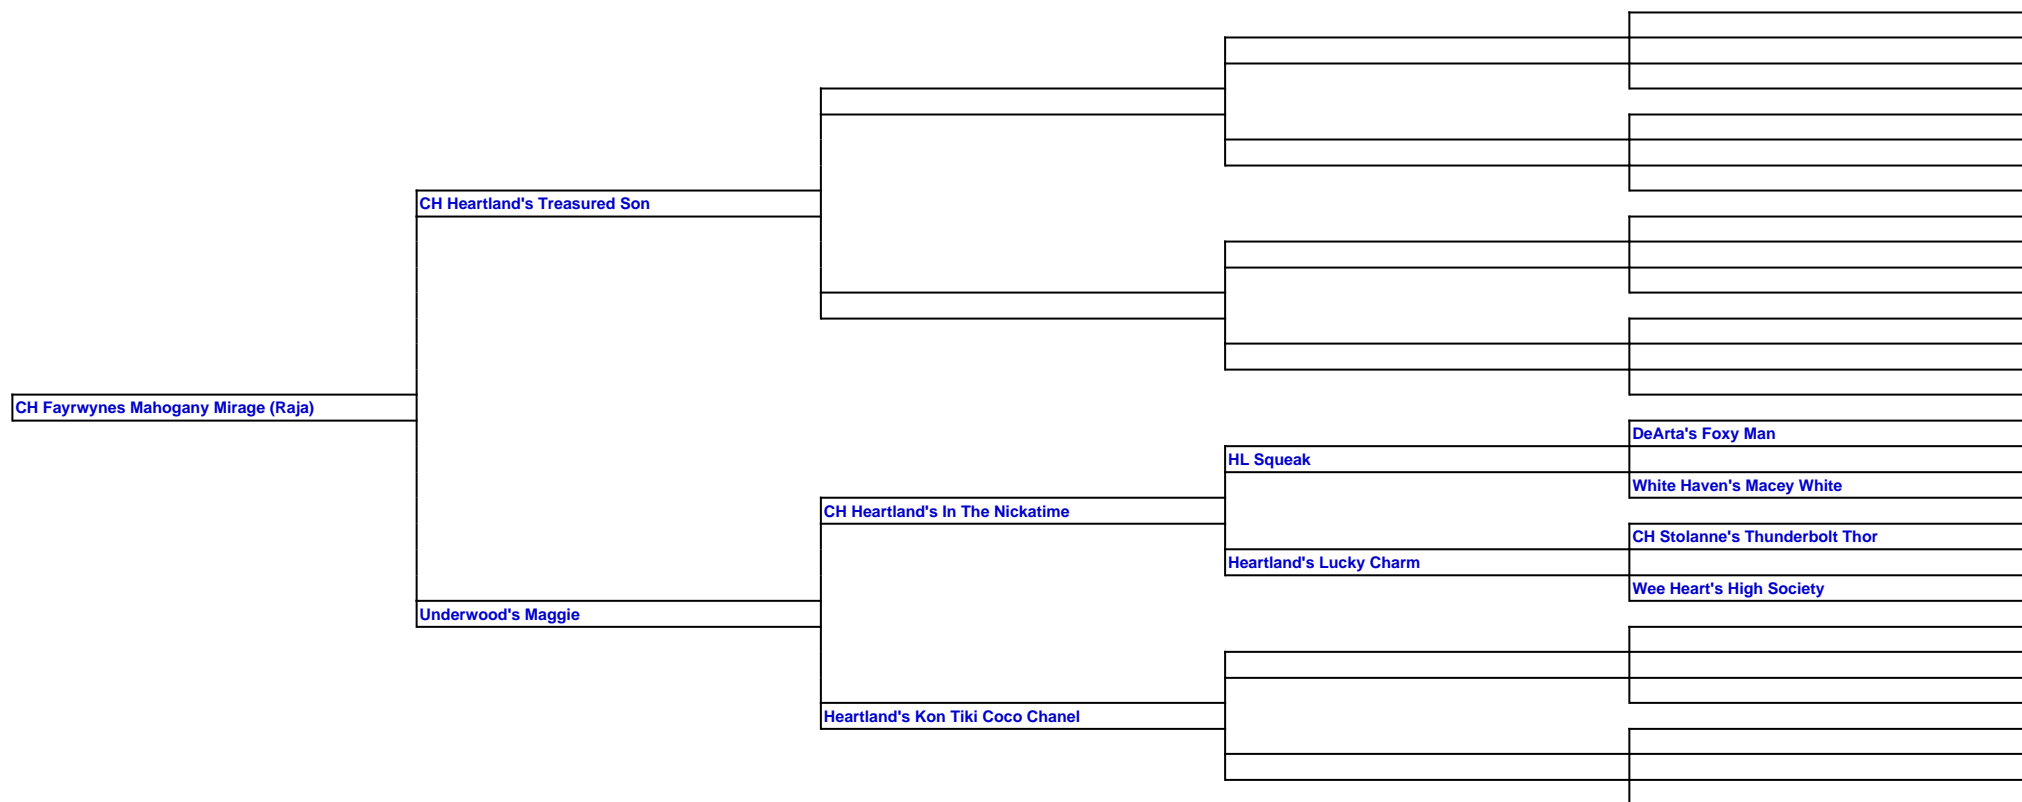 CH Heartland's Treasured Son
CH Fayrwynes Mahogany Mirage (Raja)
DeArta's Foxy Man
HL Squeak
White Haven's Macey White
CH Heartland's In The Nickatime
CH Stolanne's Thunderbolt Thor
Heartland's Lucky Charm
Wee Heart's High Society
Underwood's Maggie
Heartland's Kon Tiki Coco Chanel